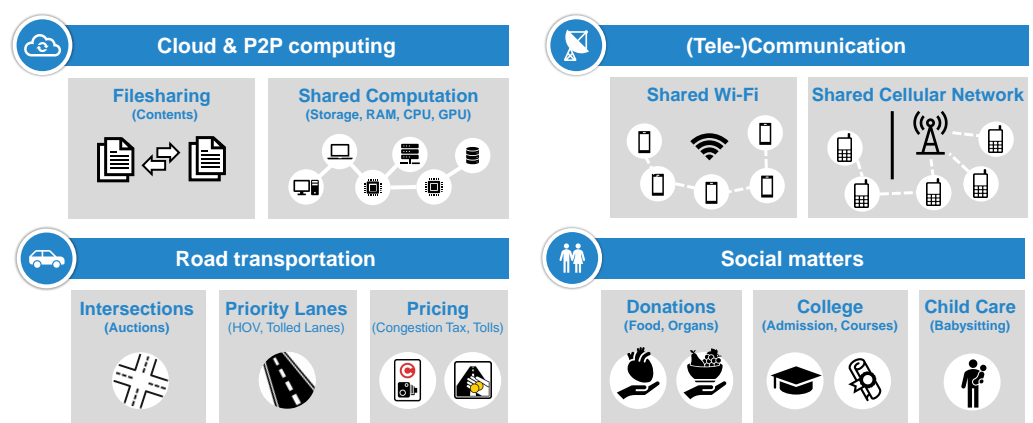 Cloud & P2P computing
Filesharing
(Contents)
Shared Computation
(Storage, RAM, CPU, GPU)
(Tele-)Communication
Shared Wi-Fi
Shared Cellular Network
Road transportation
Intersections
(Auctions)
Priority Lanes
(HOV, Tolled Lanes)
Pricing
(Congestion Tax, Tolls)
C
Social matters
Donations
(Food, Organs)
College
(Admission, Courses)
Child Care
(Babysitting)